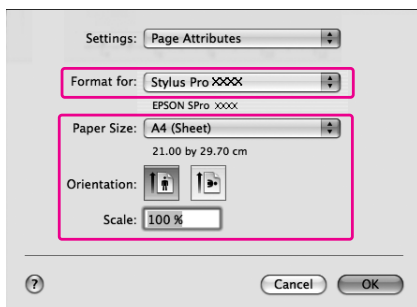 Settings: Page Attributes
Format for: Stylus Pro XXXX
EPSON SPro XXXX
Paper Size: A4 (Sheet)
21.00 by 29.70 cm
Orientation:
Scale: 100 %
? Cancel OK